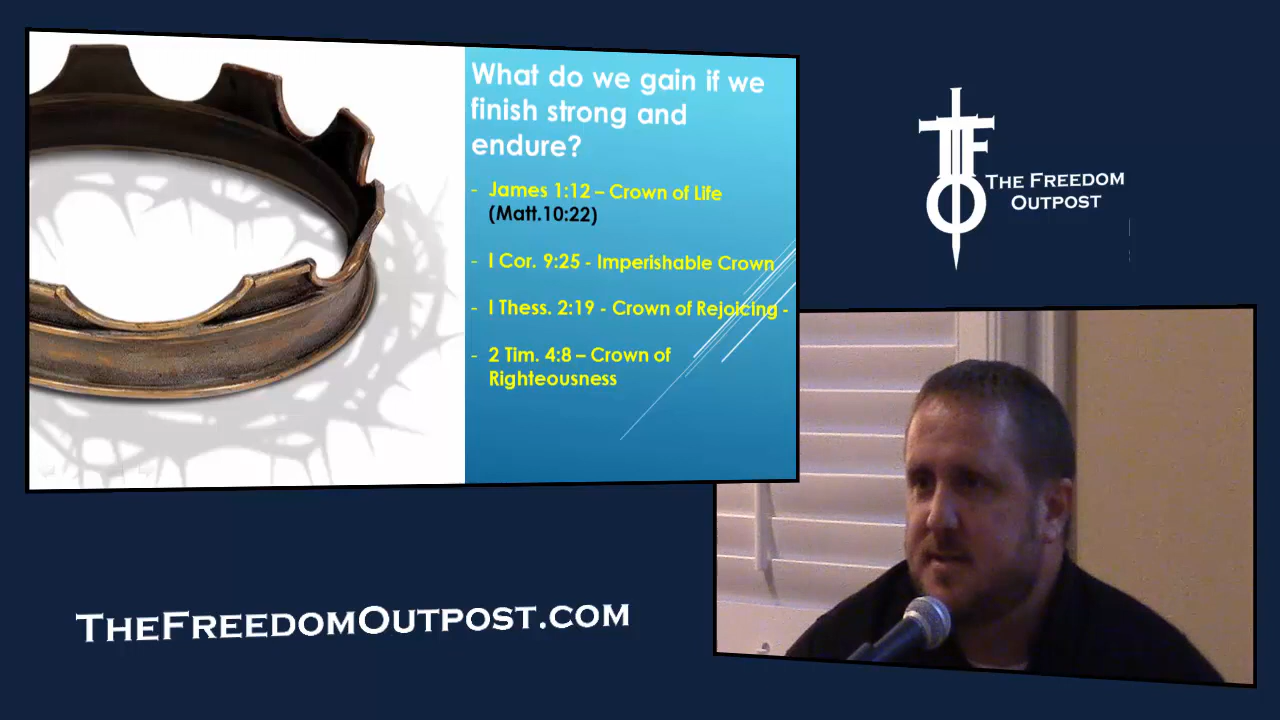 What do we gain if we
finish strong and
endure?
- James 1:12 – Crown of Life
(Matt.10:22)
- I Cor. 9:25 - Imperishable Crown
- I Thess. 2:19 - Crown of Rejoicing -
- 2 Tim. 4:8 – Crown of
Righteousness
TF
O
The Freedom
Outpost
TheFreedomOutpost.com